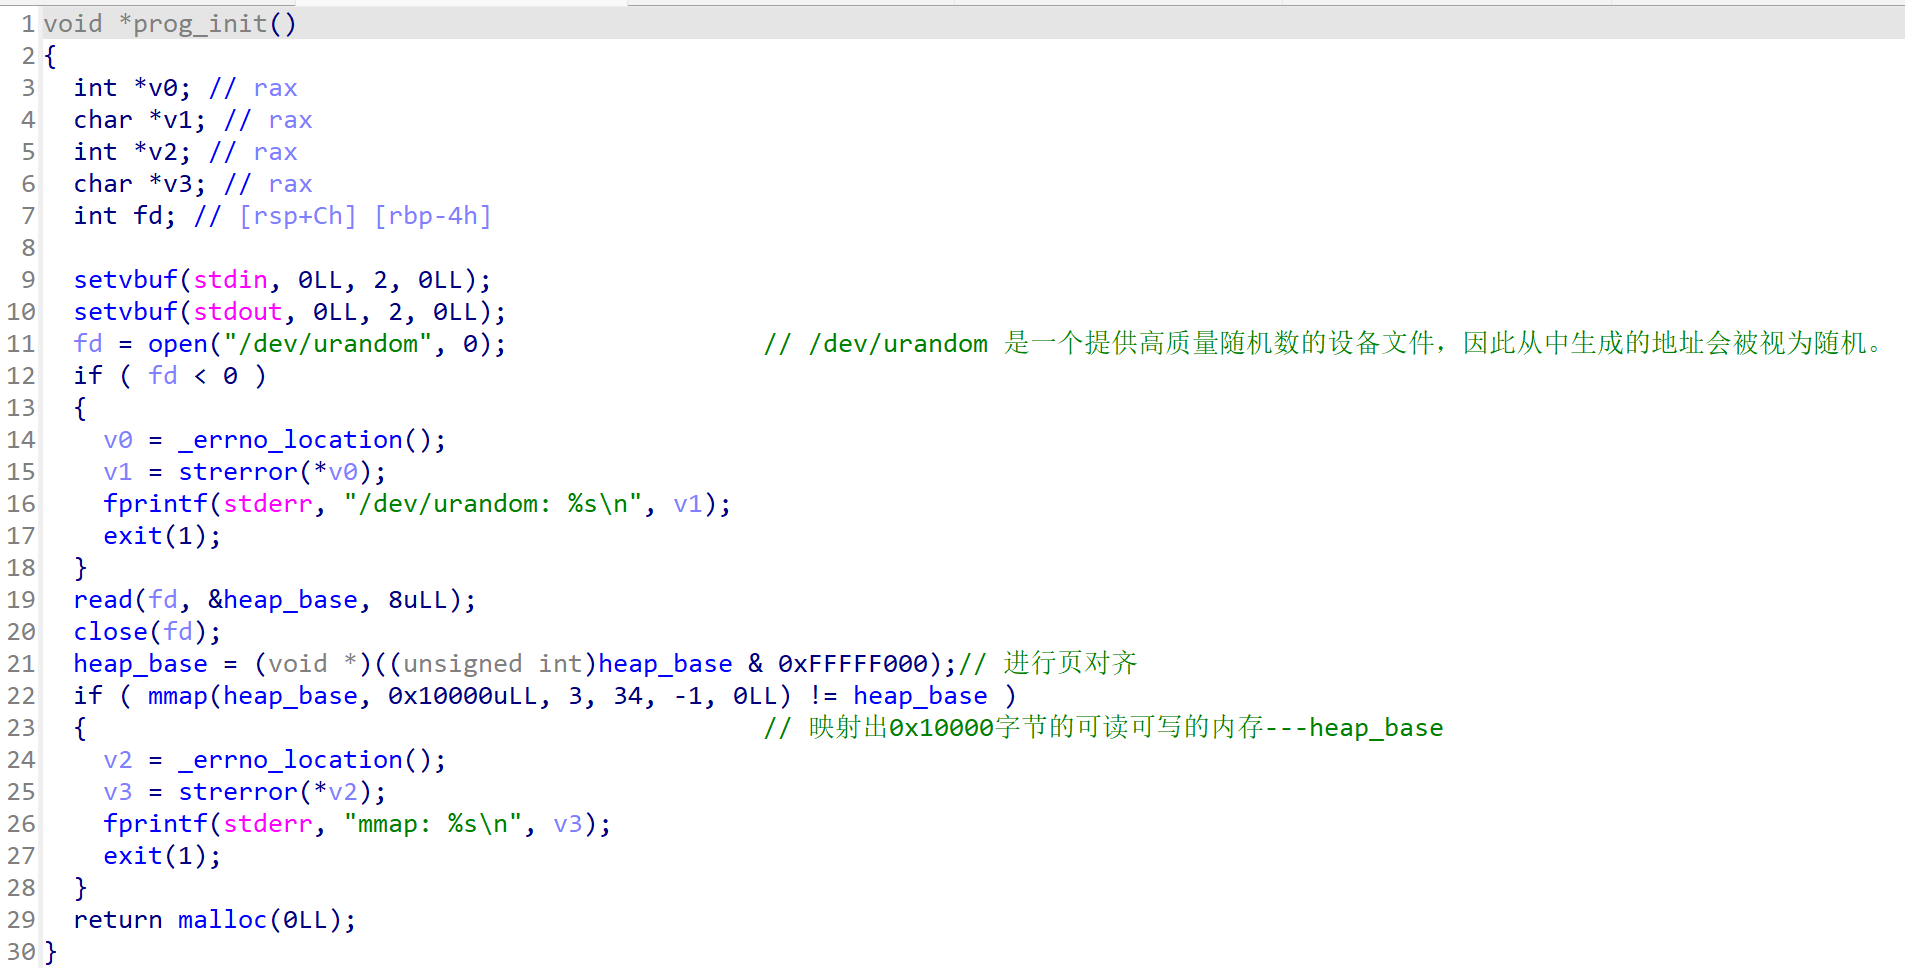 1 void *prog_init()
2 {
3   int *v0; // rax
4   char *v1; // rax
5   int *v2; // rax
6   char *v3; // rax
7   int fd; // [rsp+Ch] [rbp-4h]
8
9   setvbuf(stdin, 0LL, 2, 0LL);
10   setvbuf(stdout, 0LL, 2, 0LL);
11   fd = open("/dev/urandom", 0);                 // /dev/urandom 是一个提供高质量随机数的设备文件，因此从中生成的地址会被视为随机。
12   if ( fd < 0 )
13   {
14     v0 = _errno_location();
15     v1 = strerror(*v0);
16     fprintf(stderr, "/dev/urandom: %s\n", v1);
17     exit(1);
18   }
19   read(fd, &heap_base, 8uLL);
20   close(fd);
21   heap_base = (void *)((unsigned int)heap_base & 0xFFFFF000);// 进行页对齐
22   if ( mmap(heap_base, 0x10000uLL, 3, 34, -1, 0LL) != heap_base )
23   {                                             // 映射出0x10000字节的可读可写的内存---heap_base
24     v2 = _errno_location();
25     v3 = strerror(*v2);
26     fprintf(stderr, "mmap: %s\n", v3);
27     exit(1);
28   }
29   return malloc(0LL);
30 }